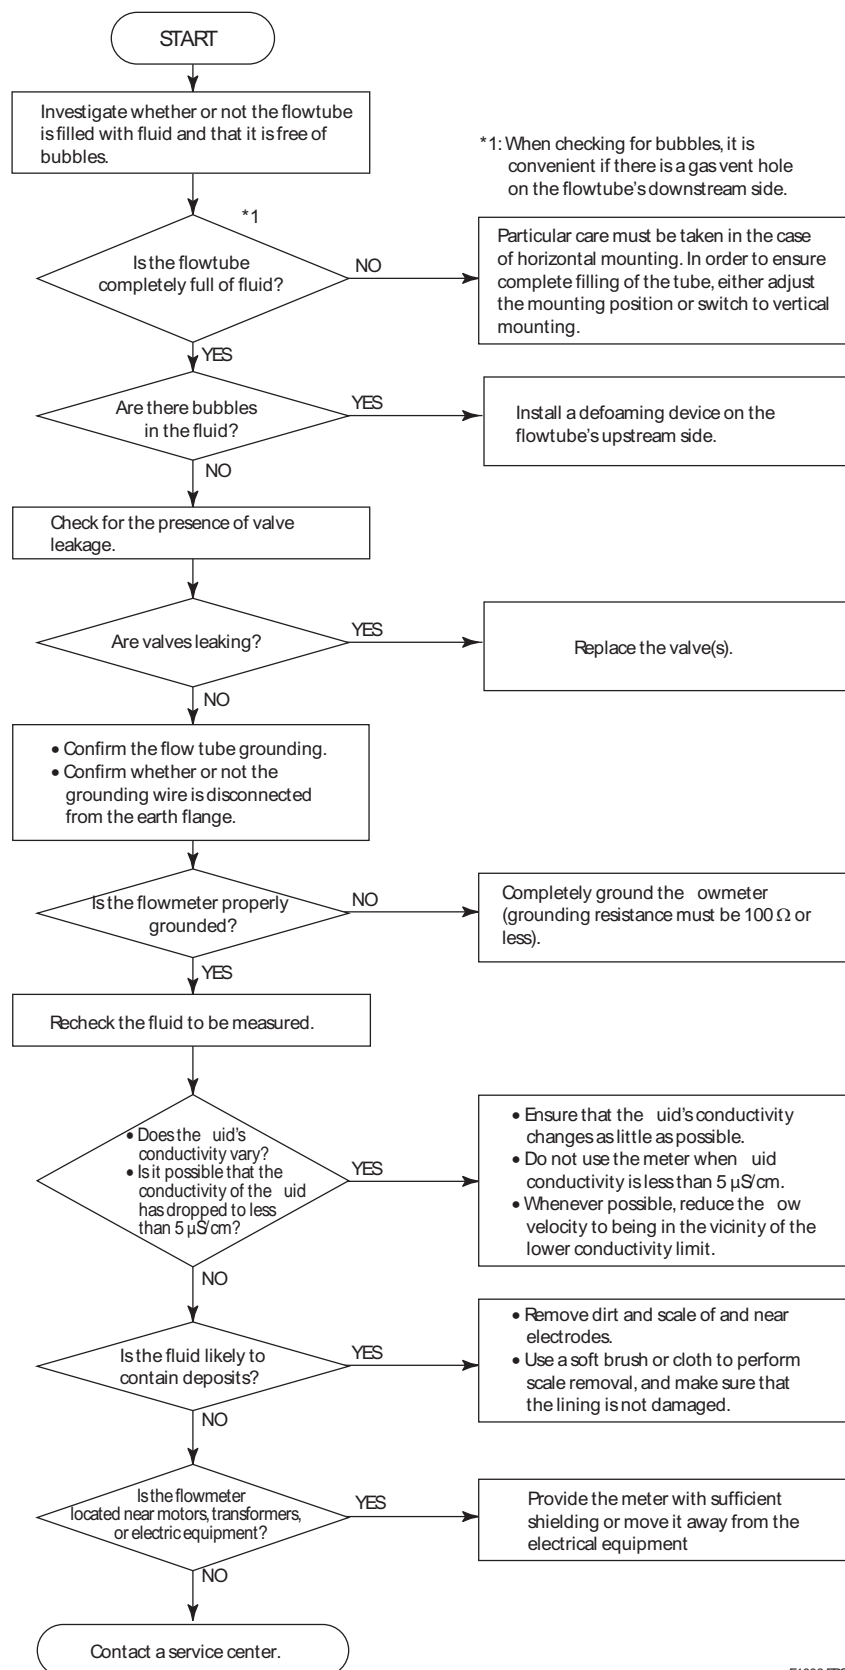 START
Investigate whether or not the flowtube
is filled with fluid and that it is free of
bubbles.
*1: When checking for bubbles, it is
convenient if there is a gas vent hole
on the flowtube's downstream side.
*1
Is the flowtube
completely full of fluid?
NO
Particular care must be taken in the case
of horizontal mounting. In order to ensure
complete filling of the tube, either adjust
the mounting position or switch to vertical
mounting.
YES
Are there bubbles
in the fluid?
YES
Install a defoaming device on the
flowtube's upstream side.
NO
Check for the presence of valve
leakage.
Are valves leaking?
YES
Replace the valve(s).
NO
• Confirm the flow tube grounding.
• Confirm whether or not the
grounding wire is disconnected
from the earth flange.
Is the flowmeter properly
grounded?
NO
Completely ground the owmeter
(grounding resistance must be 100 Ω or
less).
YES
Recheck the fluid to be measured.
• Does the uid's
conductivity vary?
• Is it possible that the
conductivity of the uid
has dropped to less
than 5 µS/cm?
YES
• Ensure that the uid's conductivity
changes as little as possible.
• Do not use the meter when uid
conductivity is less than 5 µS/cm.
• Whenever possible, reduce the ow
velocity to being in the vicinity of the
lower conductivity limit.
NO
Is the fluid likely to
contain deposits?
YES
• Remove dirt and scale of and near
electrodes.
• Use a soft brush or cloth to perform
scale removal, and make sure that
the lining is not damaged.
NO
Is the flowmeter
located near motors, transformers,
or electric equipment?
YES
Provide the meter with sufficient
shielding or move it away from the
electrical equipment
NO
Contact a service center.